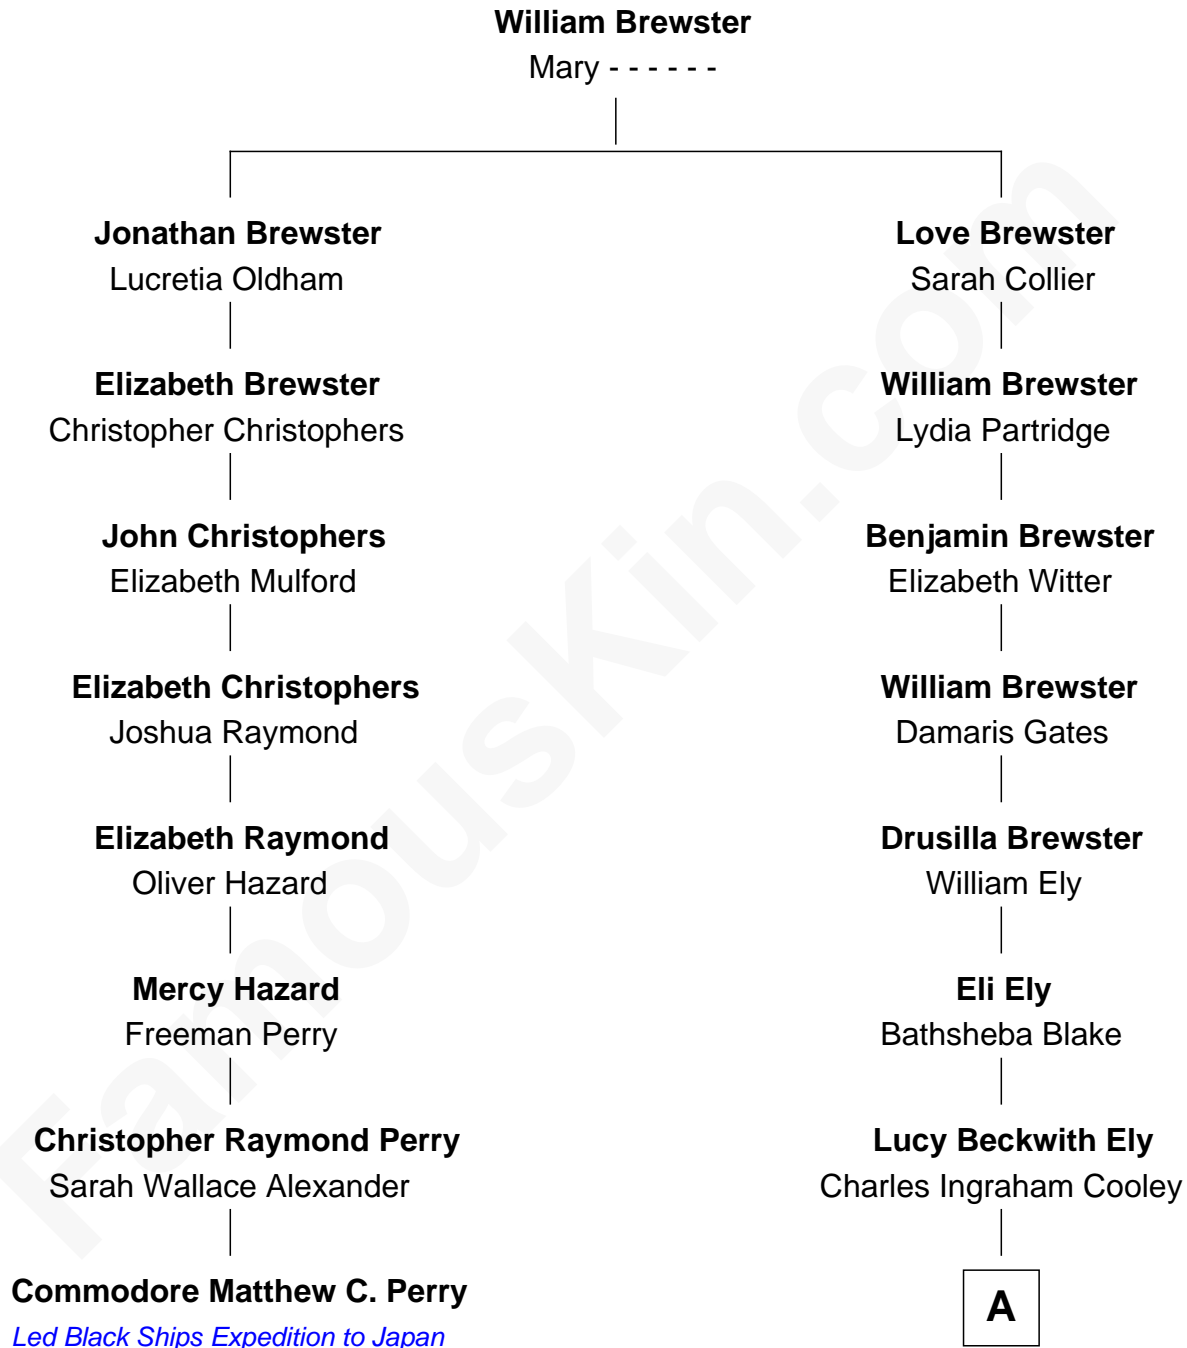 William Brewster
Mary - - - - - -
Jonathan Brewster
Lucretia Oldham
Love Brewster
Sarah Collier
Elizabeth Brewster
Christopher Christophers
William Brewster
Lydia Partridge
John Christophers
Elizabeth Mulford
Benjamin Brewster
Elizabeth Witter
Elizabeth Christophers
Joshua Raymond
William Brewster
Damaris Gates
Elizabeth Raymond
Oliver Hazard
Drusilla Brewster
William Ely
Mercy Hazard
Freeman Perry
Eli Ely
Bathsheba Blake
Christopher Raymond Perry
Sarah Wallace Alexander
Lucy Beckwith Ely
Charles Ingraham Cooley
Commodore Matthew C. Perry
Led Black Ships Expedition to Japan
A
FamousKin.com